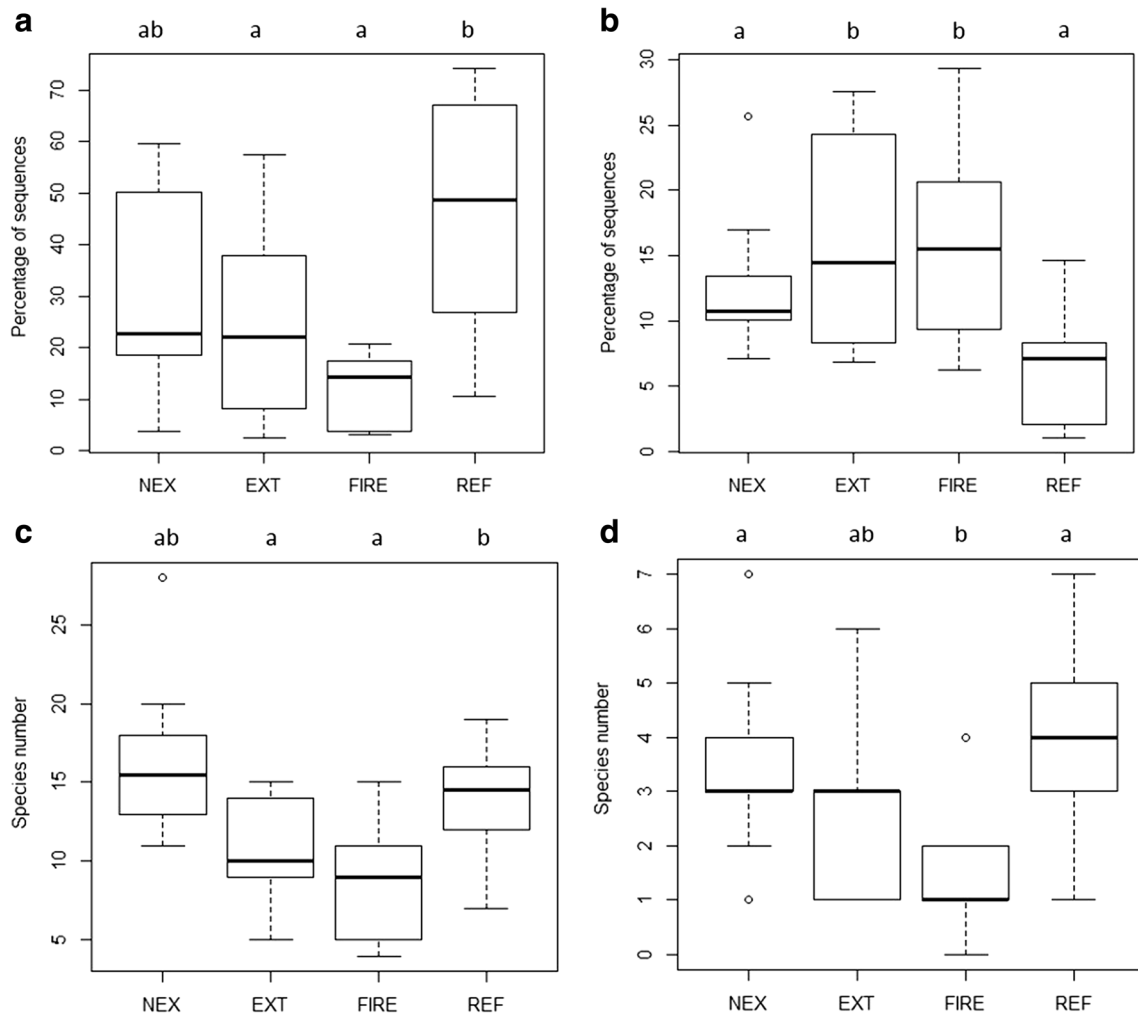 a
ab a a b
Percentage of sequences
70
60
50
40
30
20
10
0
NEX EXT FIRE REF
b
a b b a
Percentage of sequences
30
25
20
15
10
5
0
NEX EXT FIRE REF
c
ab a a b
Species number
25
20
15
10
5
NEX EXT FIRE REF
d
a ab b a
Species number
7
6
5
4
3
2
1
0
NEX EXT FIRE REF